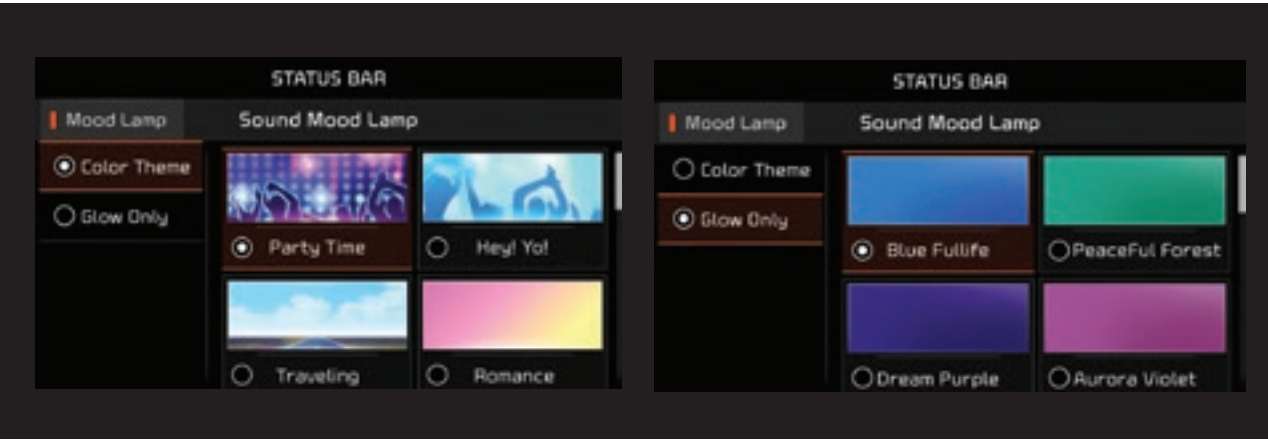 STATUS BAR
Mood Lamp
Sound Mood Lamp
Color Theme
Glow Only
Party Time
Hey! Yo!
Traveling
Romance
STATUS BAR
Mood Lamp
Sound Mood Lamp
Color Theme
Glow Only
Blue Fullife
PeaceFul Forest
Dream Purple
Aurora Violet